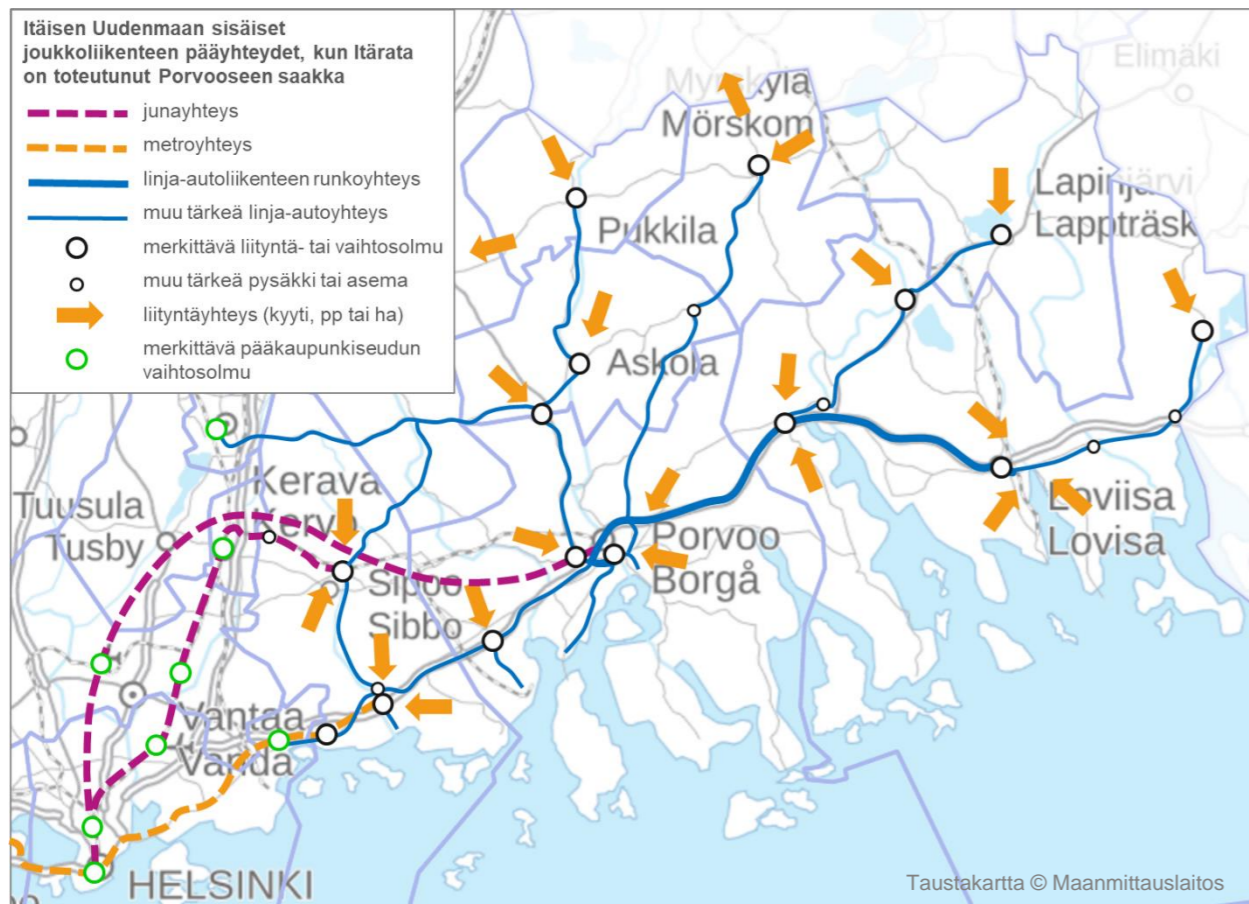 Itäisen Uudenmaan sisäiset
joukkoliikenteen pääyhteydet, kun Itärata
on toteutunut Porvooseen saakka
junayhteys
metroyhteys
linja-autoliikenteen runkoyhteys
muu tärkeä linja-autoyhteys
merkittävä liityntä- tai vaihtosolmu
muu tärkeä pysäkki tai asema
liityntäyhteys (kyyti, pp tai ha)
merkittävä pääkaupunkiseudun
vaihtosolmu
Elimäki
Myrskylä
Mörskom
Lapinjärvi
Lappträsk
Pukkila
Askola
Kerava
Kervo
Tuusula
Tusby
Sipoo
Sibbo
Porvoo
Borgå
Loviisa
Lovisa
Vantaa
Vanda
HELSINKI
Taustakartta © Maanmittauslaitos